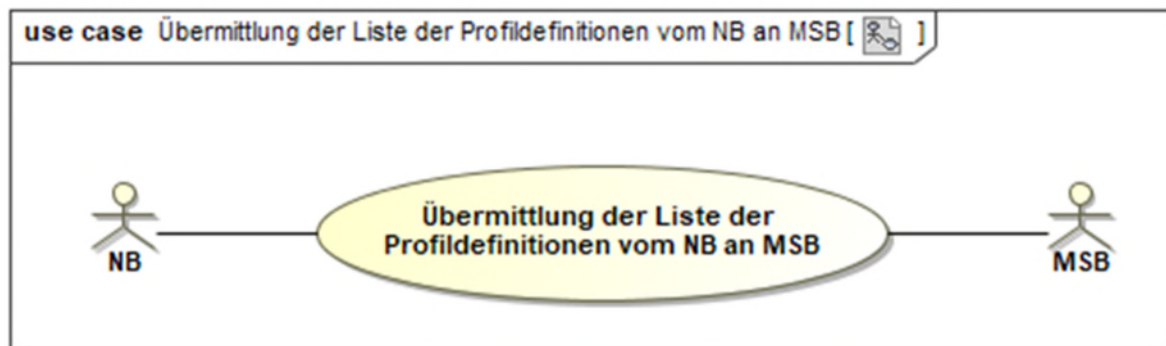 use case Übermittlung der Liste der Profildefinitionen vom NB an MSB [ ]
Übermittlung der Liste der
Profildefinitionen vom NB an MSB
NB
MSB